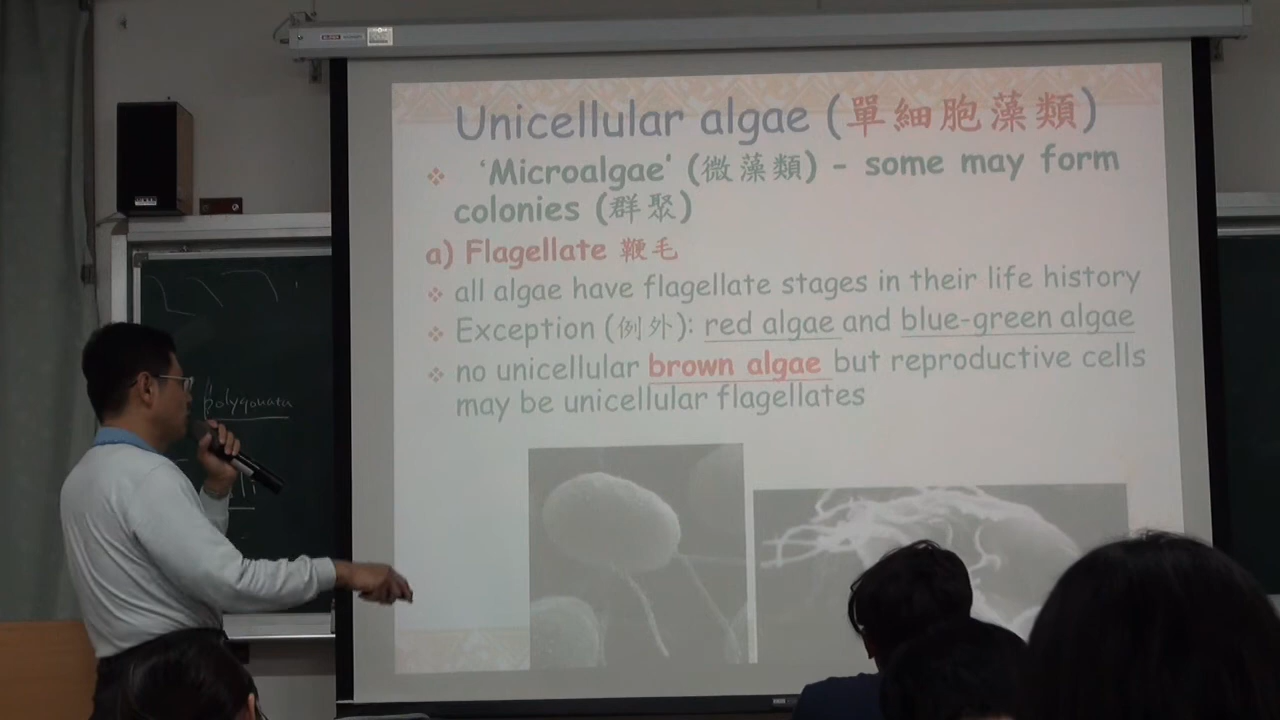 Unicellular algae (單細胞藻類)
‘Microalgae’ (微藻類) – some may form
colonies (群聚)
a) Flagellate 鞭毛
all algae have flagellate stages in their life history
Exception (例外): red algae and blue-green algae
no unicellular brown algae but reproductive cells
may be unicellular flagellates
polygonata